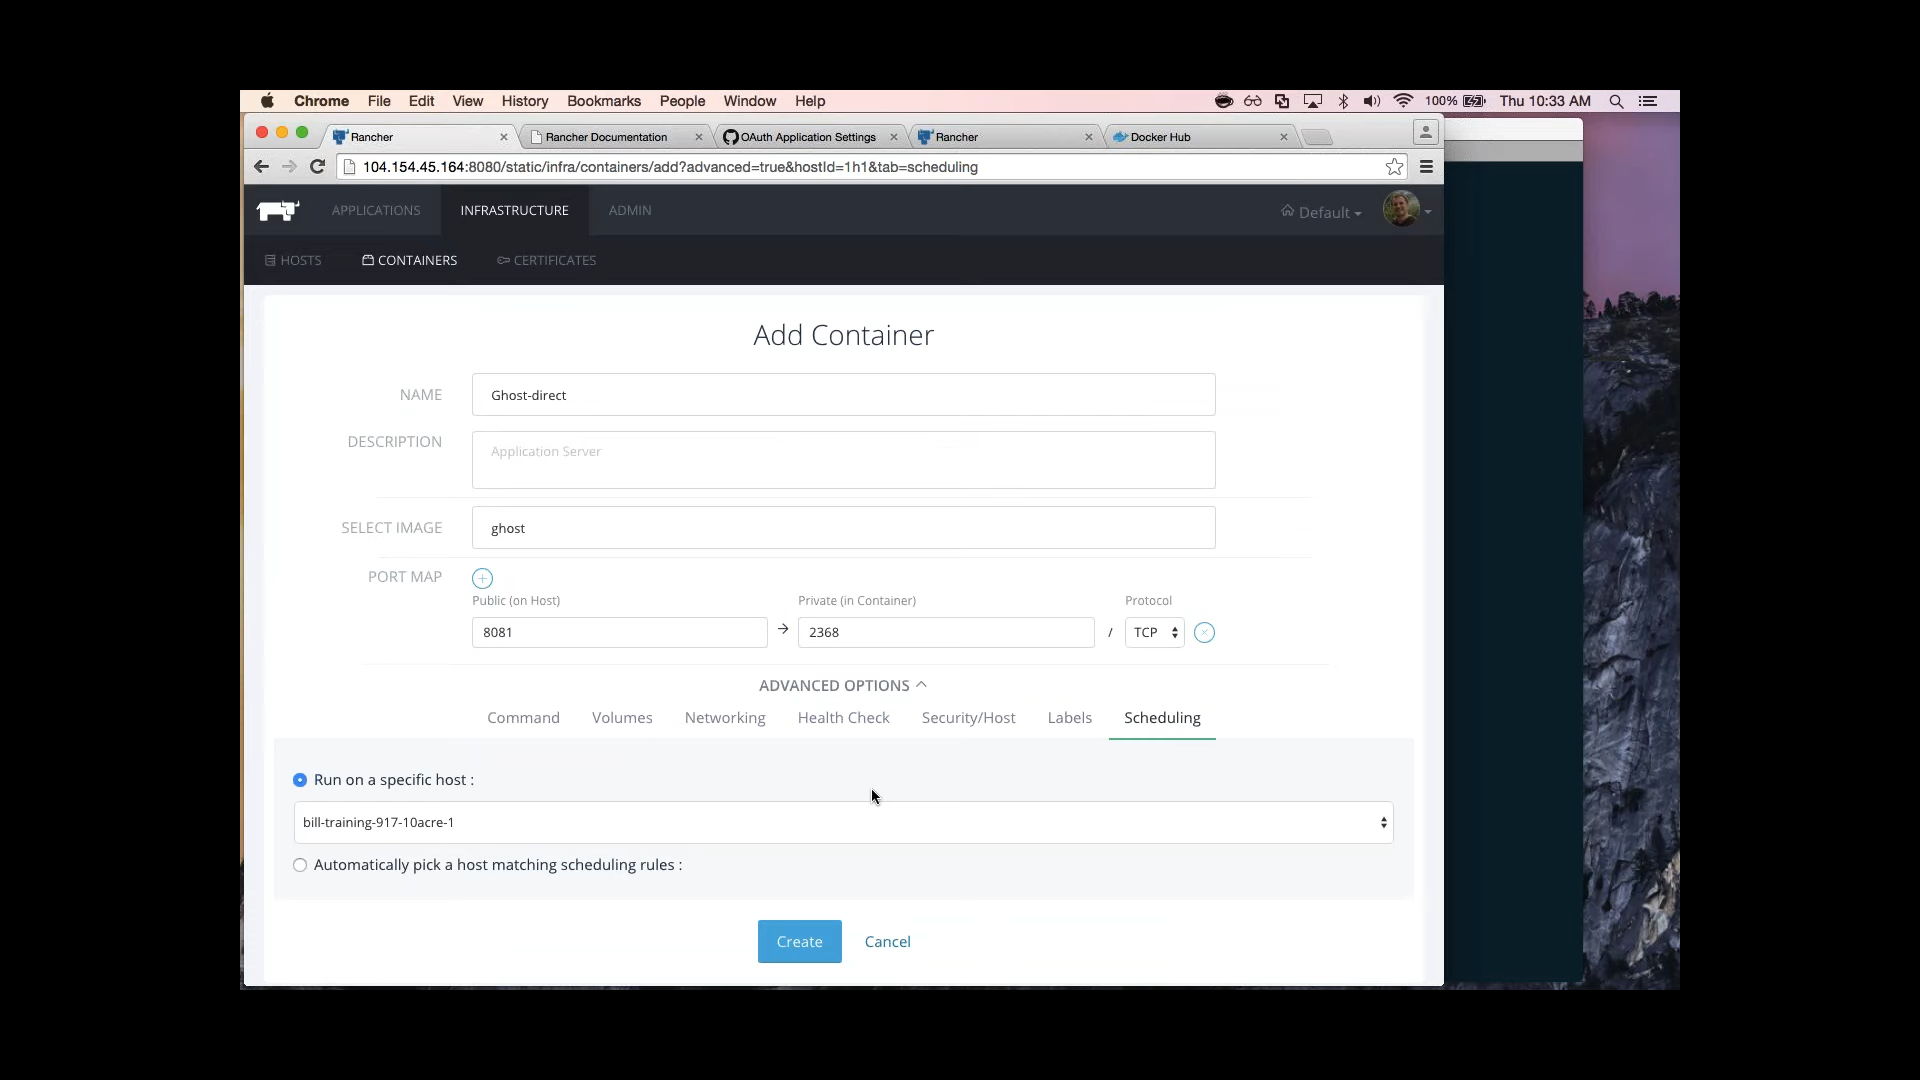 Chrome File Edit View History Bookmarks People Window Help 100% Thu 10:33 AM
Rancher Rancher Documentation OAuth Application Settings Rancher Docker Hub
104.154.45.164:8080/static/infra/containers/add?advanced=true&hostId=1h1&tab=scheduling
APPLICATIONS INFRASTRUCTURE ADMIN Default
HOSTS CONTAINERS CERTIFICATES
Add Container
NAME Ghost-direct
DESCRIPTION Application Server
SELECT IMAGE ghost
PORT MAP
Public (on Host) Private (in Container) Protocol
8081 2368 / TCP
ADVANCED OPTIONS
Command Volumes Networking Health Check Security/Host Labels Scheduling
Run on a specific host :
bill-training-917-10acre-1
Automatically pick a host matching scheduling rules :
Create Cancel